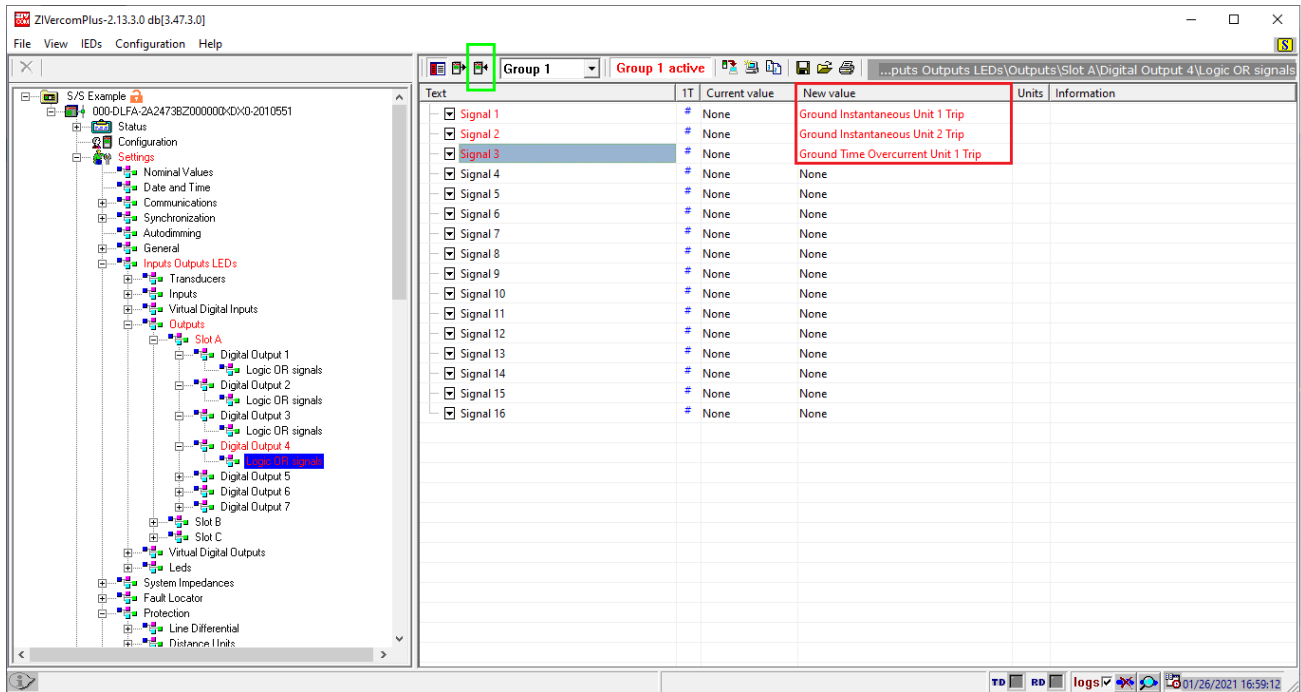 ZIVercomPlus-2.13.3.0 db[3.47.3.0]
File View IEDs Configuration Help
S
Group 1
Group 1 active
...puts Outputs LEDs\Outputs\Slot A\Digital Output 4\Logic OR signals
S/S Example
000-DLFA-2A2473BZ000000XDX0-2010551
Status
Configuration
Settings
Nominal Values
Date and Time
Communications
Synchronization
Autodimming
General
Inputs Outputs LEDs
Transducers
Inputs
Virtual Digital Inputs
Outputs
Slot A
Digital Output 1
Logic OR signals
Digital Output 2
Logic OR signals
Digital Output 3
Logic OR signals
Digital Output 4
Logic OR signals
Digital Output 5
Digital Output 6
Digital Output 7
Slot B
Slot C
Virtual Digital Outputs
Leds
System Impedances
Fault Locator
Protection
Line Differential
Distance Units
Text 1T Current value New value Units Information
Signal 1 # None Ground Instantaneous Unit 1 Trip
Signal 2 # None Ground Instantaneous Unit 2 Trip
Signal 3 # None Ground Time Overcurrent Unit 1 Trip
Signal 4 # None None
Signal 5 # None None
Signal 6 # None None
Signal 7 # None None
Signal 8 # None None
Signal 9 # None None
Signal 10 # None None
Signal 11 # None None
Signal 12 # None None
Signal 13 # None None
Signal 14 # None None
Signal 15 # None None
Signal 16 # None None
TD RD logs 01/26/2021 16:59:12